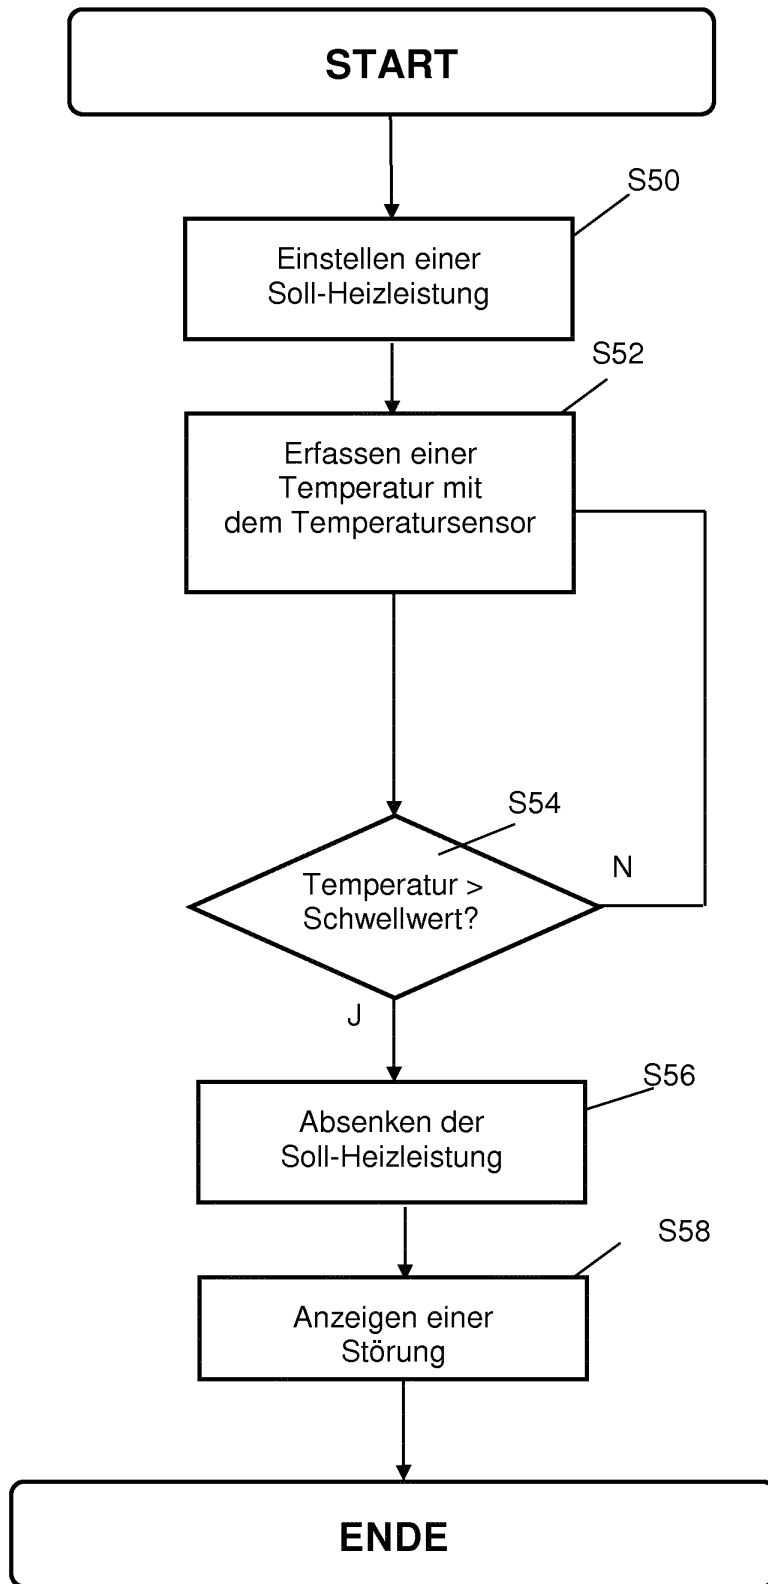 START
S50
Einstellen einer
Soll-Heizleistung
S52
Erfassen einer
Temperatur mit
dem Temperatursensor
S54
Temperatur >
Schwellwert?
N
J
S56
Absenken der
Soll-Heizleistung
S58
Anzeigen einer
Störung
ENDE